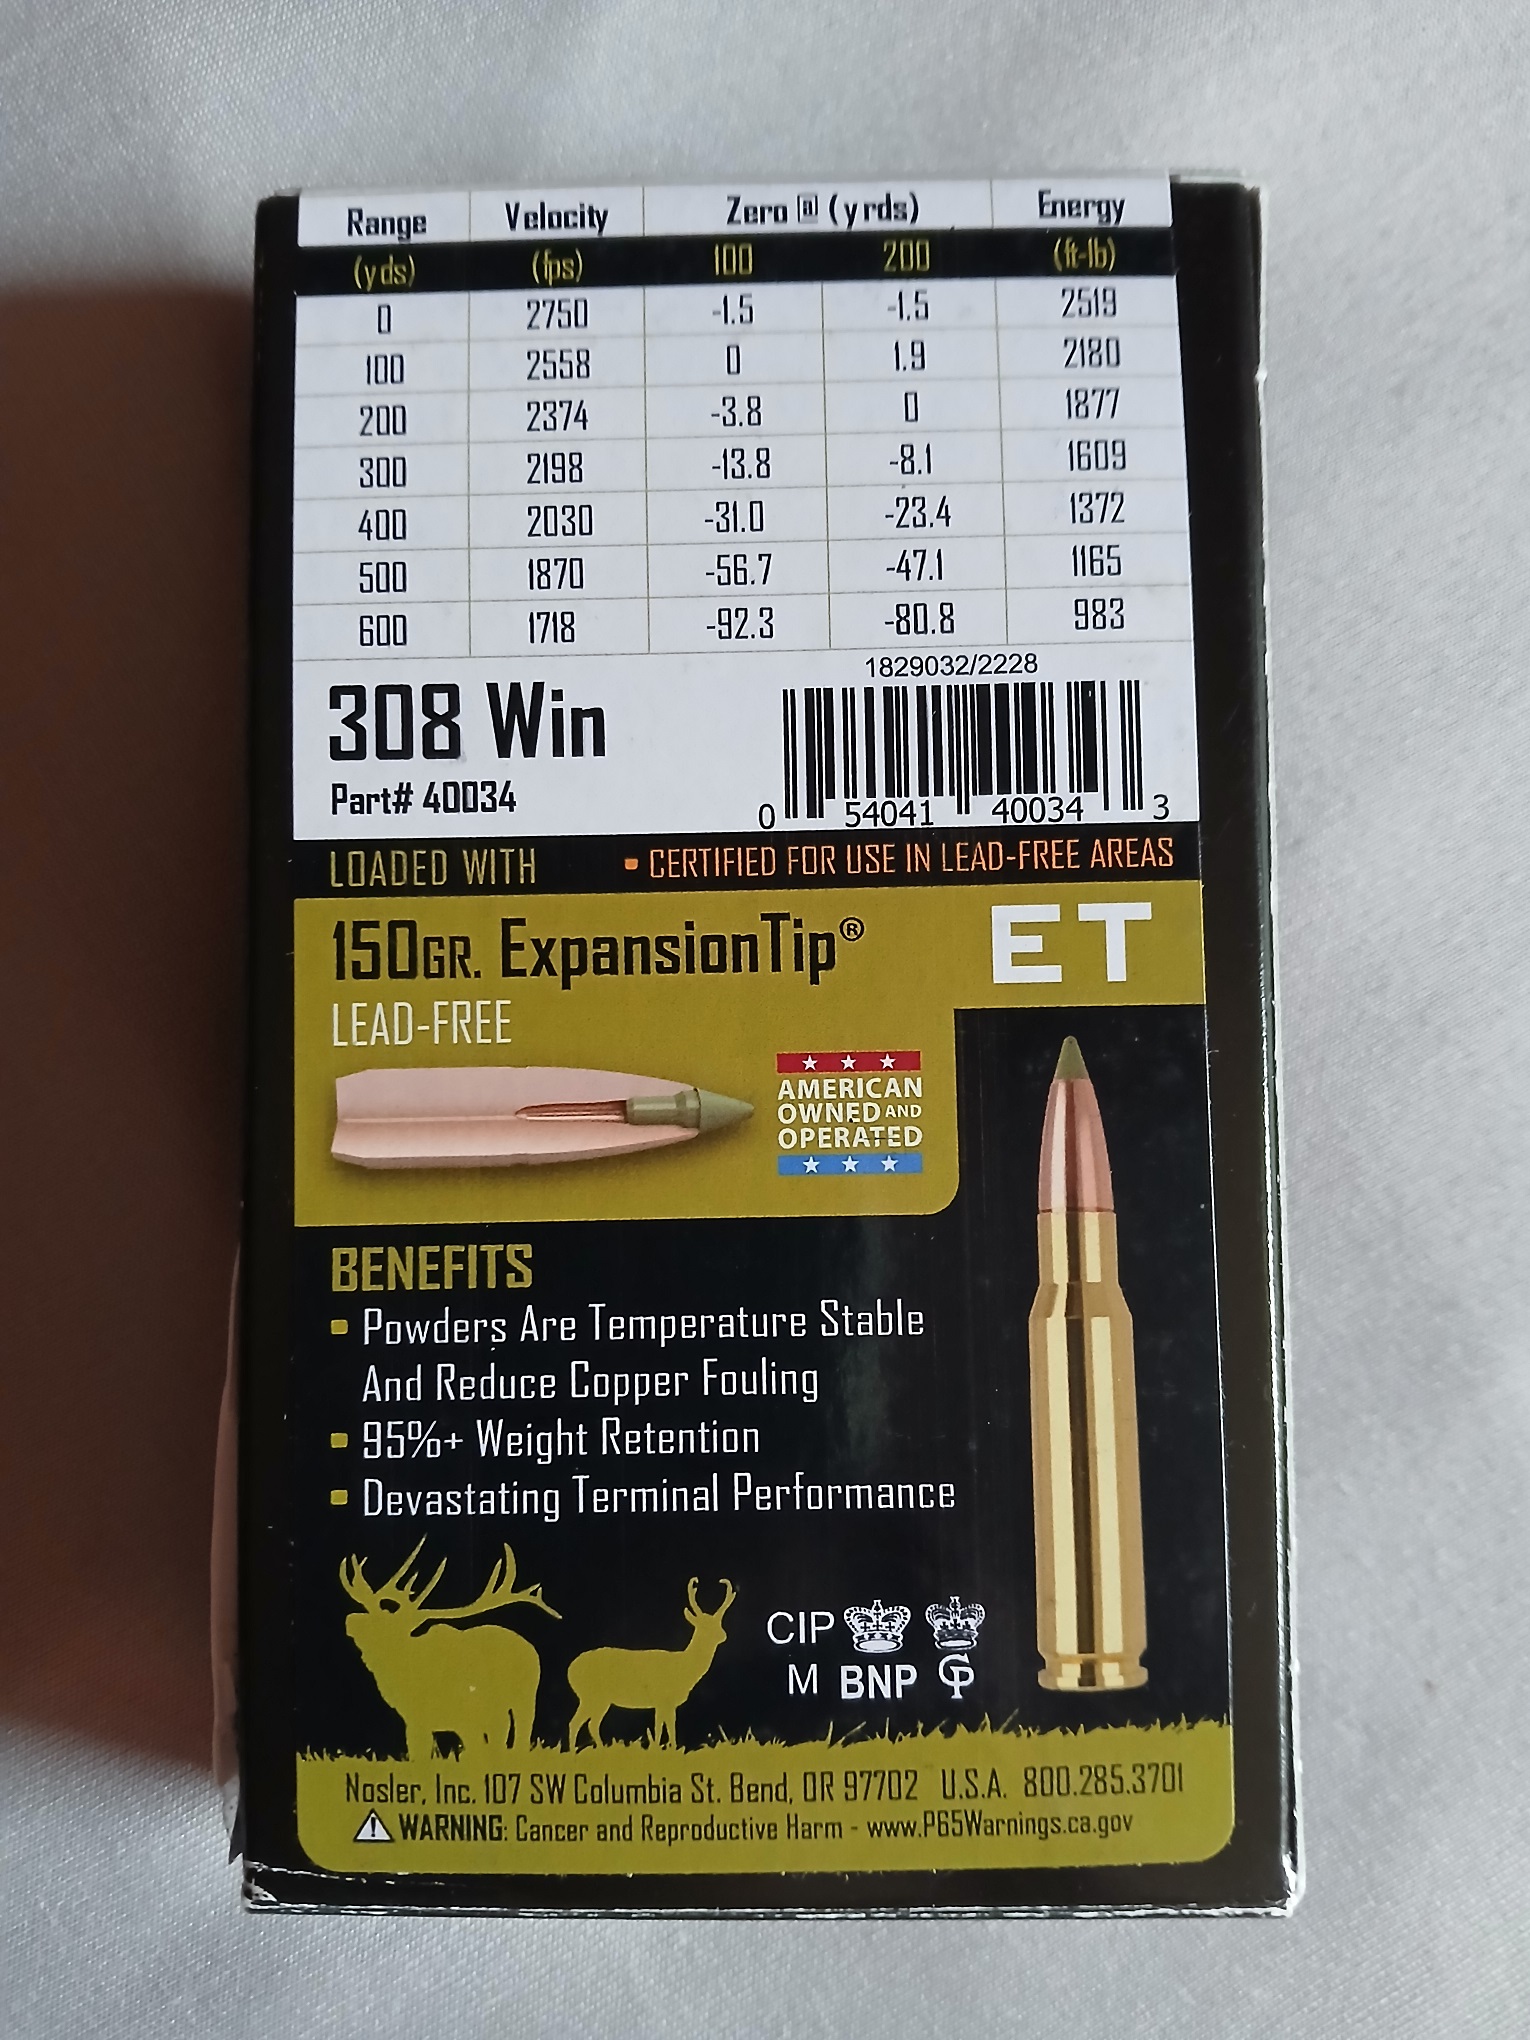 Range Velocity Zero @ (yrds) Energy
(yds) (fps) 100 200 (ft-lb)
0 2750 -1.5 -1.5 2519
100 2558 0 1.9 2180
200 2374 -3.8 0 1877
300 2198 -13.8 -8.1 1609
400 2030 -31.0 -23.4 1372
500 1870 -56.7 -47.1 1165
600 1718 -92.3 -80.8 983
1829032/2228
308 Win
Part# 40034
0 54041 40034 3
LOADED WITH ▪ CERTIFIED FOR USE IN LEAD-FREE AREAS
150GR. ExpansionTip® ET
LEAD-FREE
AMERICAN
OWNED AND
OPERATED
BENEFITS
▪ Powders Are Temperature Stable
And Reduce Copper Fouling
▪ 95%+ Weight Retention
▪ Devastating Terminal Performance
CIP
M BNP GP
Nosler, Inc. 107 SW Columbia St. Bend, OR 97702 U.S.A. 800.285.3701
WARNING: Cancer and Reproductive Harm - www.P65Warnings.ca.gov